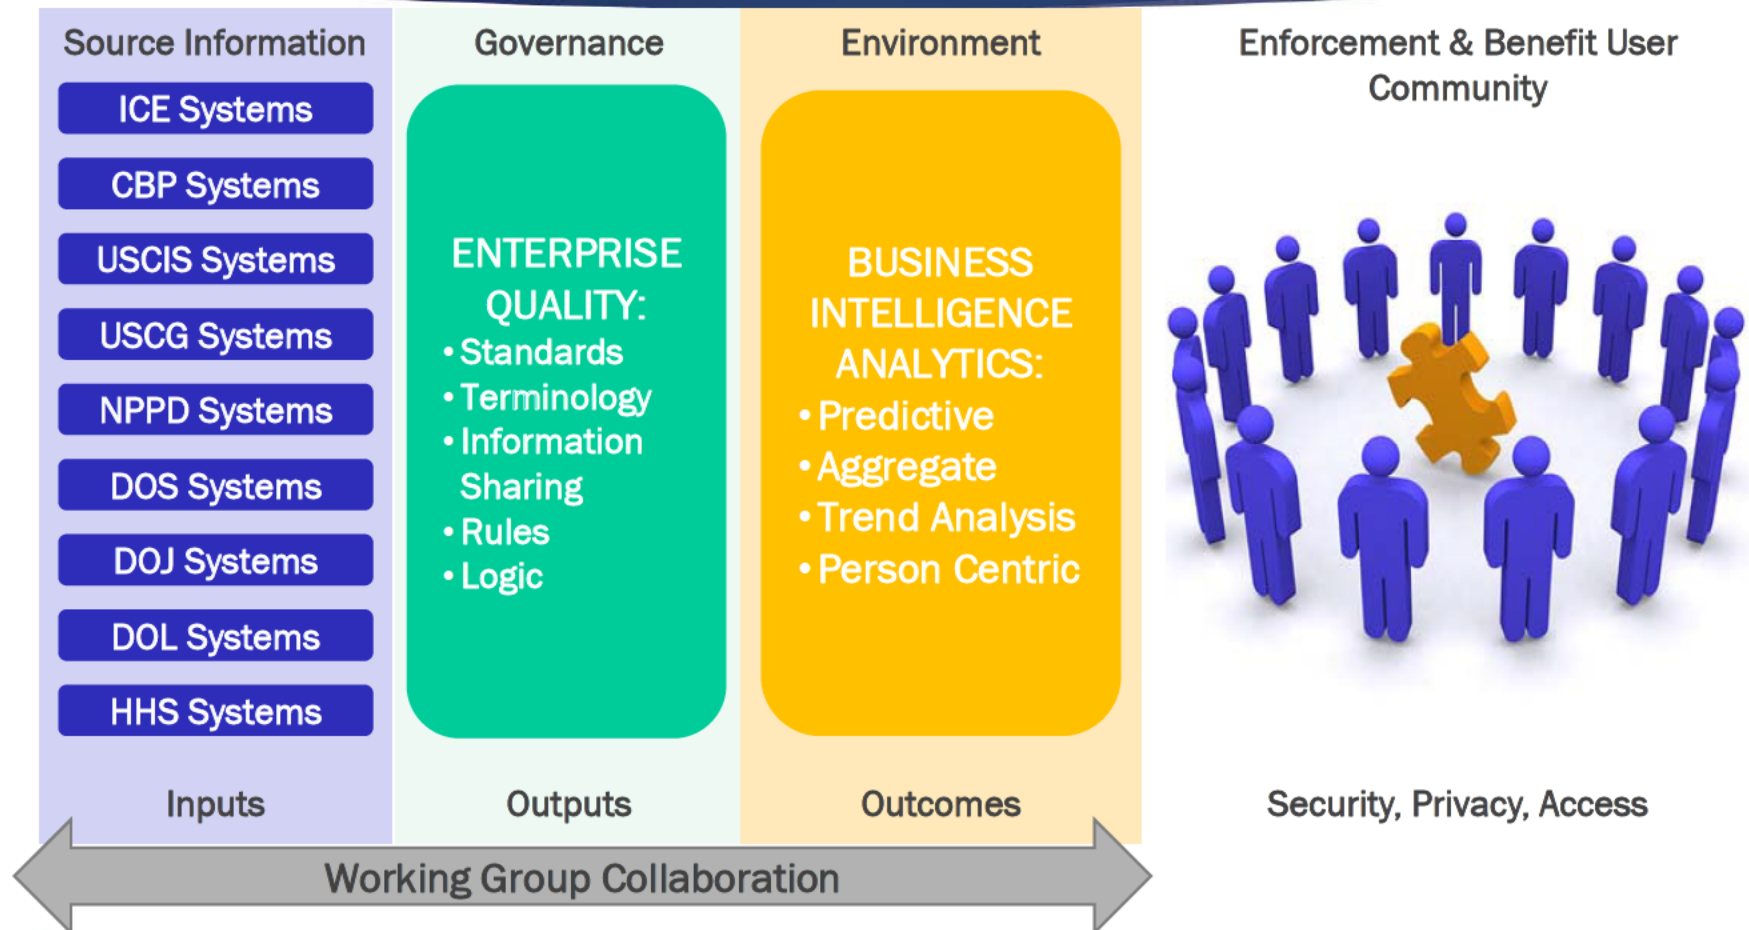 Source Information
ICE Systems
CBP Systems
USCIS Systems
USCG Systems
NPPD Systems
DOS Systems
DOJ Systems
DOL Systems
HHS Systems
Inputs
Governance
ENTERPRISE
QUALITY:
• Standards
• Terminology
• Information
Sharing
• Rules
• Logic
Outputs
Environment
BUSINESS
INTELLIGENCE
ANALYTICS:
• Predictive
• Aggregate
• Trend Analysis
• Person Centric
Outcomes
Enforcement & Benefit User
Community
Security, Privacy, Access
Working Group Collaboration